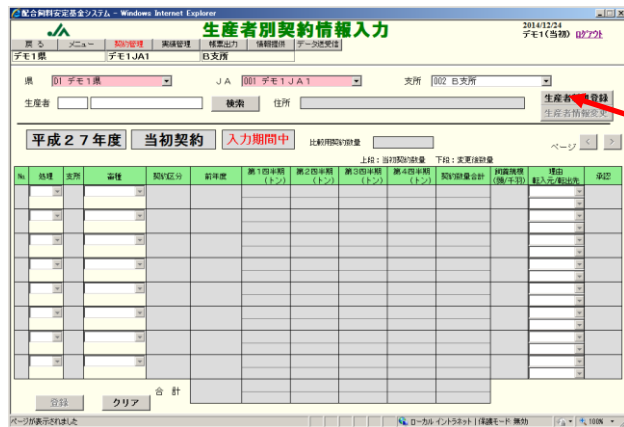 配合飼料安定基金システム - Windows Internet Explorer
JA
生産者別契約情報入力
2014/12/24
デモ1(当初) ログアウト
戻る メニュー 契約管理 実績管理 帳票出力 情報提供 データ送受信
デモ1県 デモ1JA1 B支所
県 01 デモ1県 JA 001 デモ1JA1 支所 002 B支所
生産者 検索 住所
生産者情報登録
生産者情報変更
平成27年度 当初契約 入力期間中 比較用契約数量 ページ < >
上段:当初契約数量 下段:変更後数量
No. 処理 支所 畜種 契約区分 前年度 第1四半期(トン) 第2四半期(トン) 第3四半期(トン) 第4四半期(トン) 契約数量合計 飼養規模(頭/千羽) 理由 転入元/転出先 承認
合計
登録 クリア
ページが表示されました ローカル イントラネット | 保護モード: 無効 100%